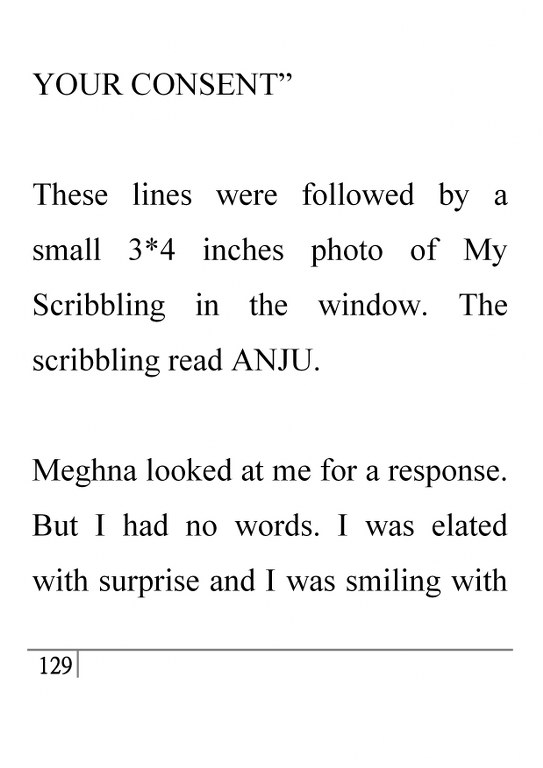 YOUR CONSENT”
These lines were followed by a
small 3*4 inches photo of My
Scribbling in the window. The
scribbling read ANJU.
Meghna looked at me for a response.
But I had no words. I was elated
with surprise and I was smiling with
129